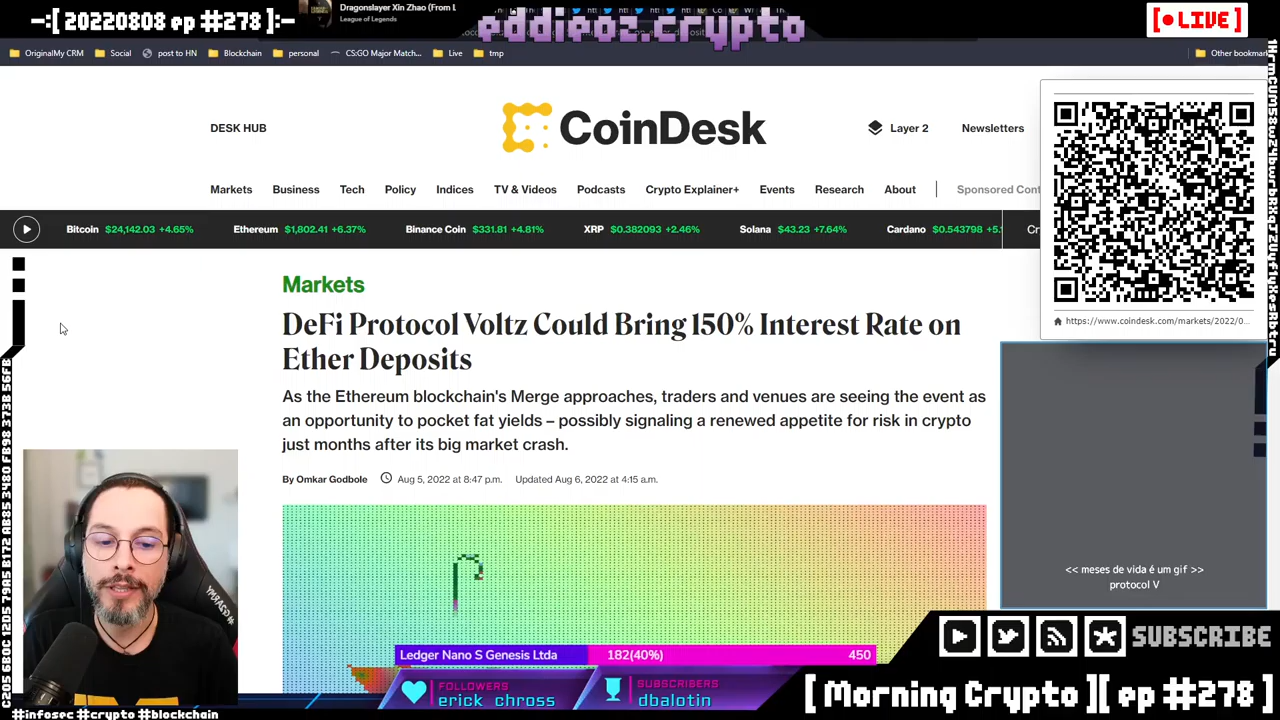 -:[ 20220808 ep #278 ]:-
Dragonslayer Xin Zhao (From L
League of Legends
eddieoz.crypto
[ • LIVE ]
OriginalMy CRM
Social
Blockchain
post to HN
personal
CS:GO Major Match...
Live
tmp
Other bookmar
DESK HUB
CoinDesk
Layer 2
Newsletters
Markets
Business
Tech
Policy
Indices
TV & Videos
Podcasts
Crypto Explainer+
Events
Research
About
Sponsored Cont
Bitcoin $24,142.03 +4.65%
Ethereum $1,802.41 +6.37%
Binance Coin $331.81 +4.81%
XRP $0.382093 +2.46%
Solana $43.23 +7.64%
Cardano $0.543798 +5.
Cr
https://www.coindesk.com/markets/2022/0...
Markets
DeFi Protocol Voltz Could Bring 150% Interest Rate on
Ether Deposits
As the Ethereum blockchain's Merge approaches, traders and venues are seeing the event as
an opportunity to pocket fat yields – possibly signaling a renewed appetite for risk in crypto
just months after its big market crash.
By Omkar Godbole
Aug 5, 2022 at 8:47 p.m.
Updated Aug 6, 2022 at 4:15 a.m.
<< meses de vida é um gif >>
protocol V
Ledger Nano S Genesis Ltda
182(40%)
450
FOLLOWERS
erick_chross
SUBSCRIBERS
dbalotin
SUBSCRIBE
[ Morning Crypto ][ ep #278 ]
#infosec #crypto #blockchain